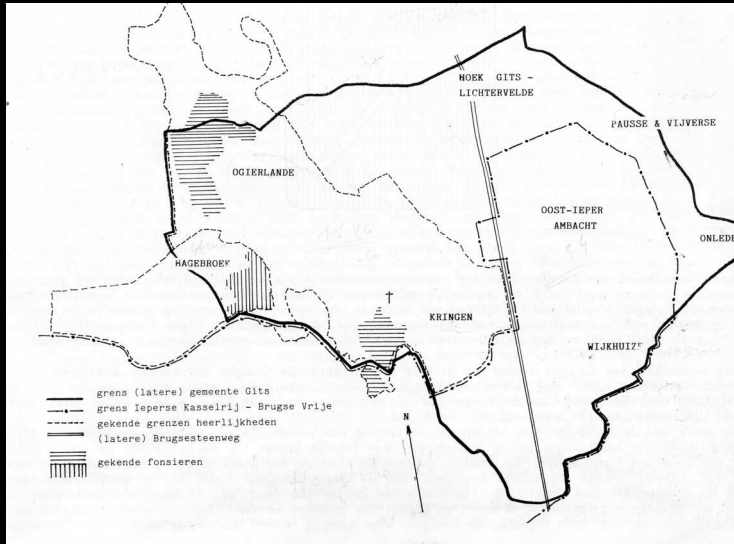 HOEK GITS -
LICHTERVELDE
PAUSSE & VIJVERSE
OGIERLANDE
OOST-IEPER
AMBACHT
ONLEDE
HAGEBROEK
KRINGEN
WIJKHUIZE
grens (latere) gemeente Gits
grens Ieperse Kasselrij - Brugse Vrije
gekende grenzen heerlijkheden
(latere) Brugsesteenweg
gekende fonsieren
N